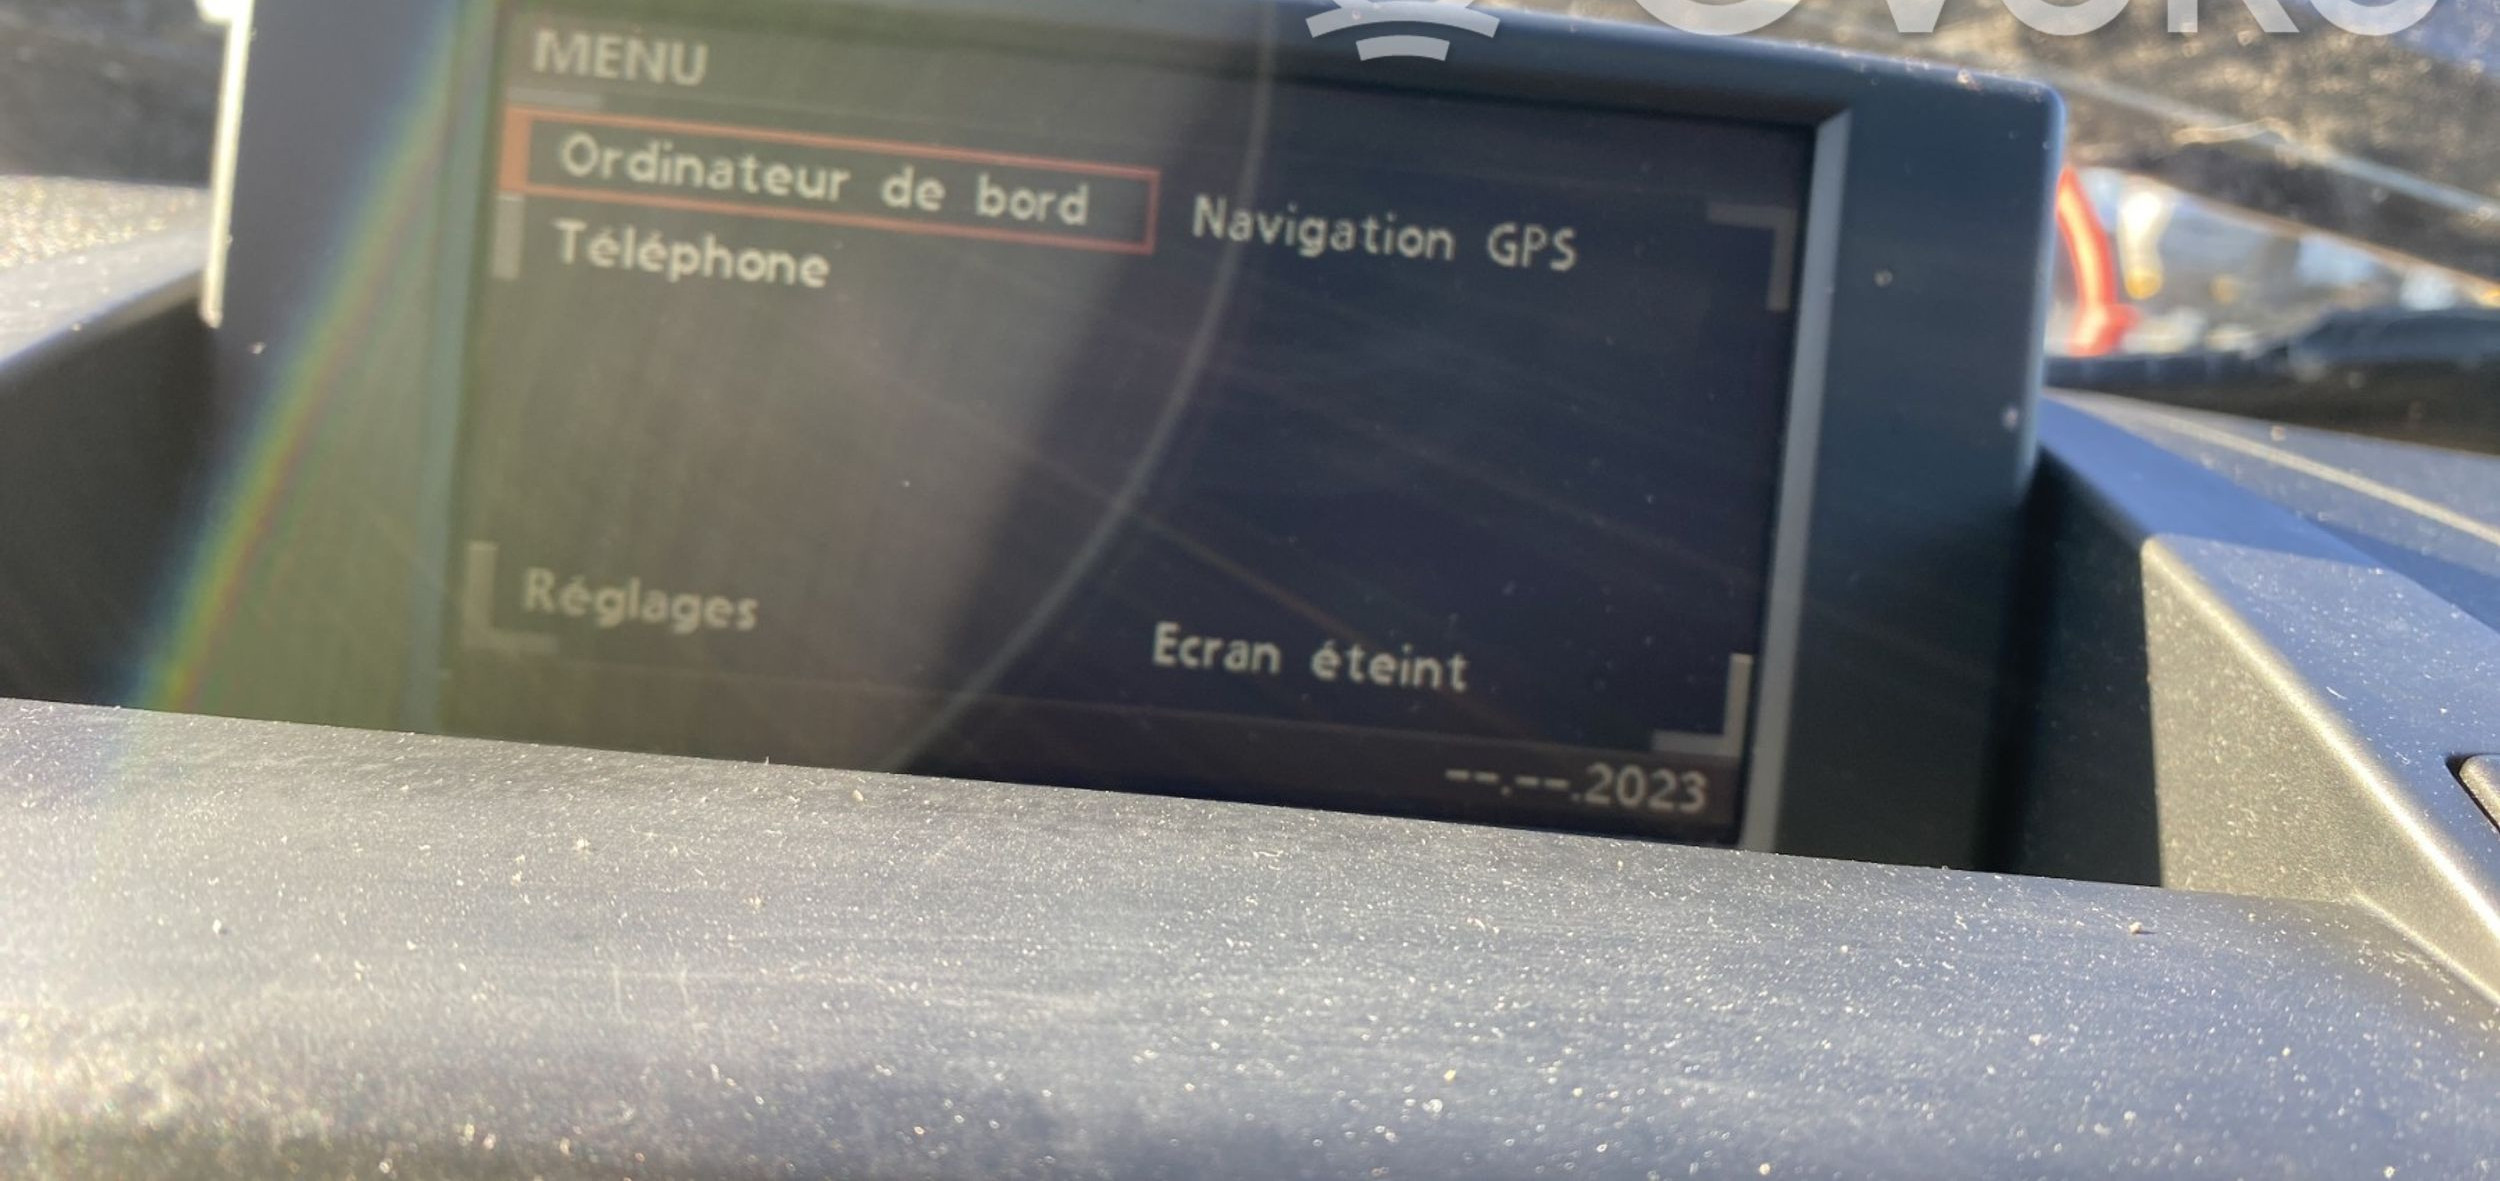 MENU
Ordinateur de bord
Navigation GPS
Téléphone
Réglages
Ecran éteint
--.--.2023